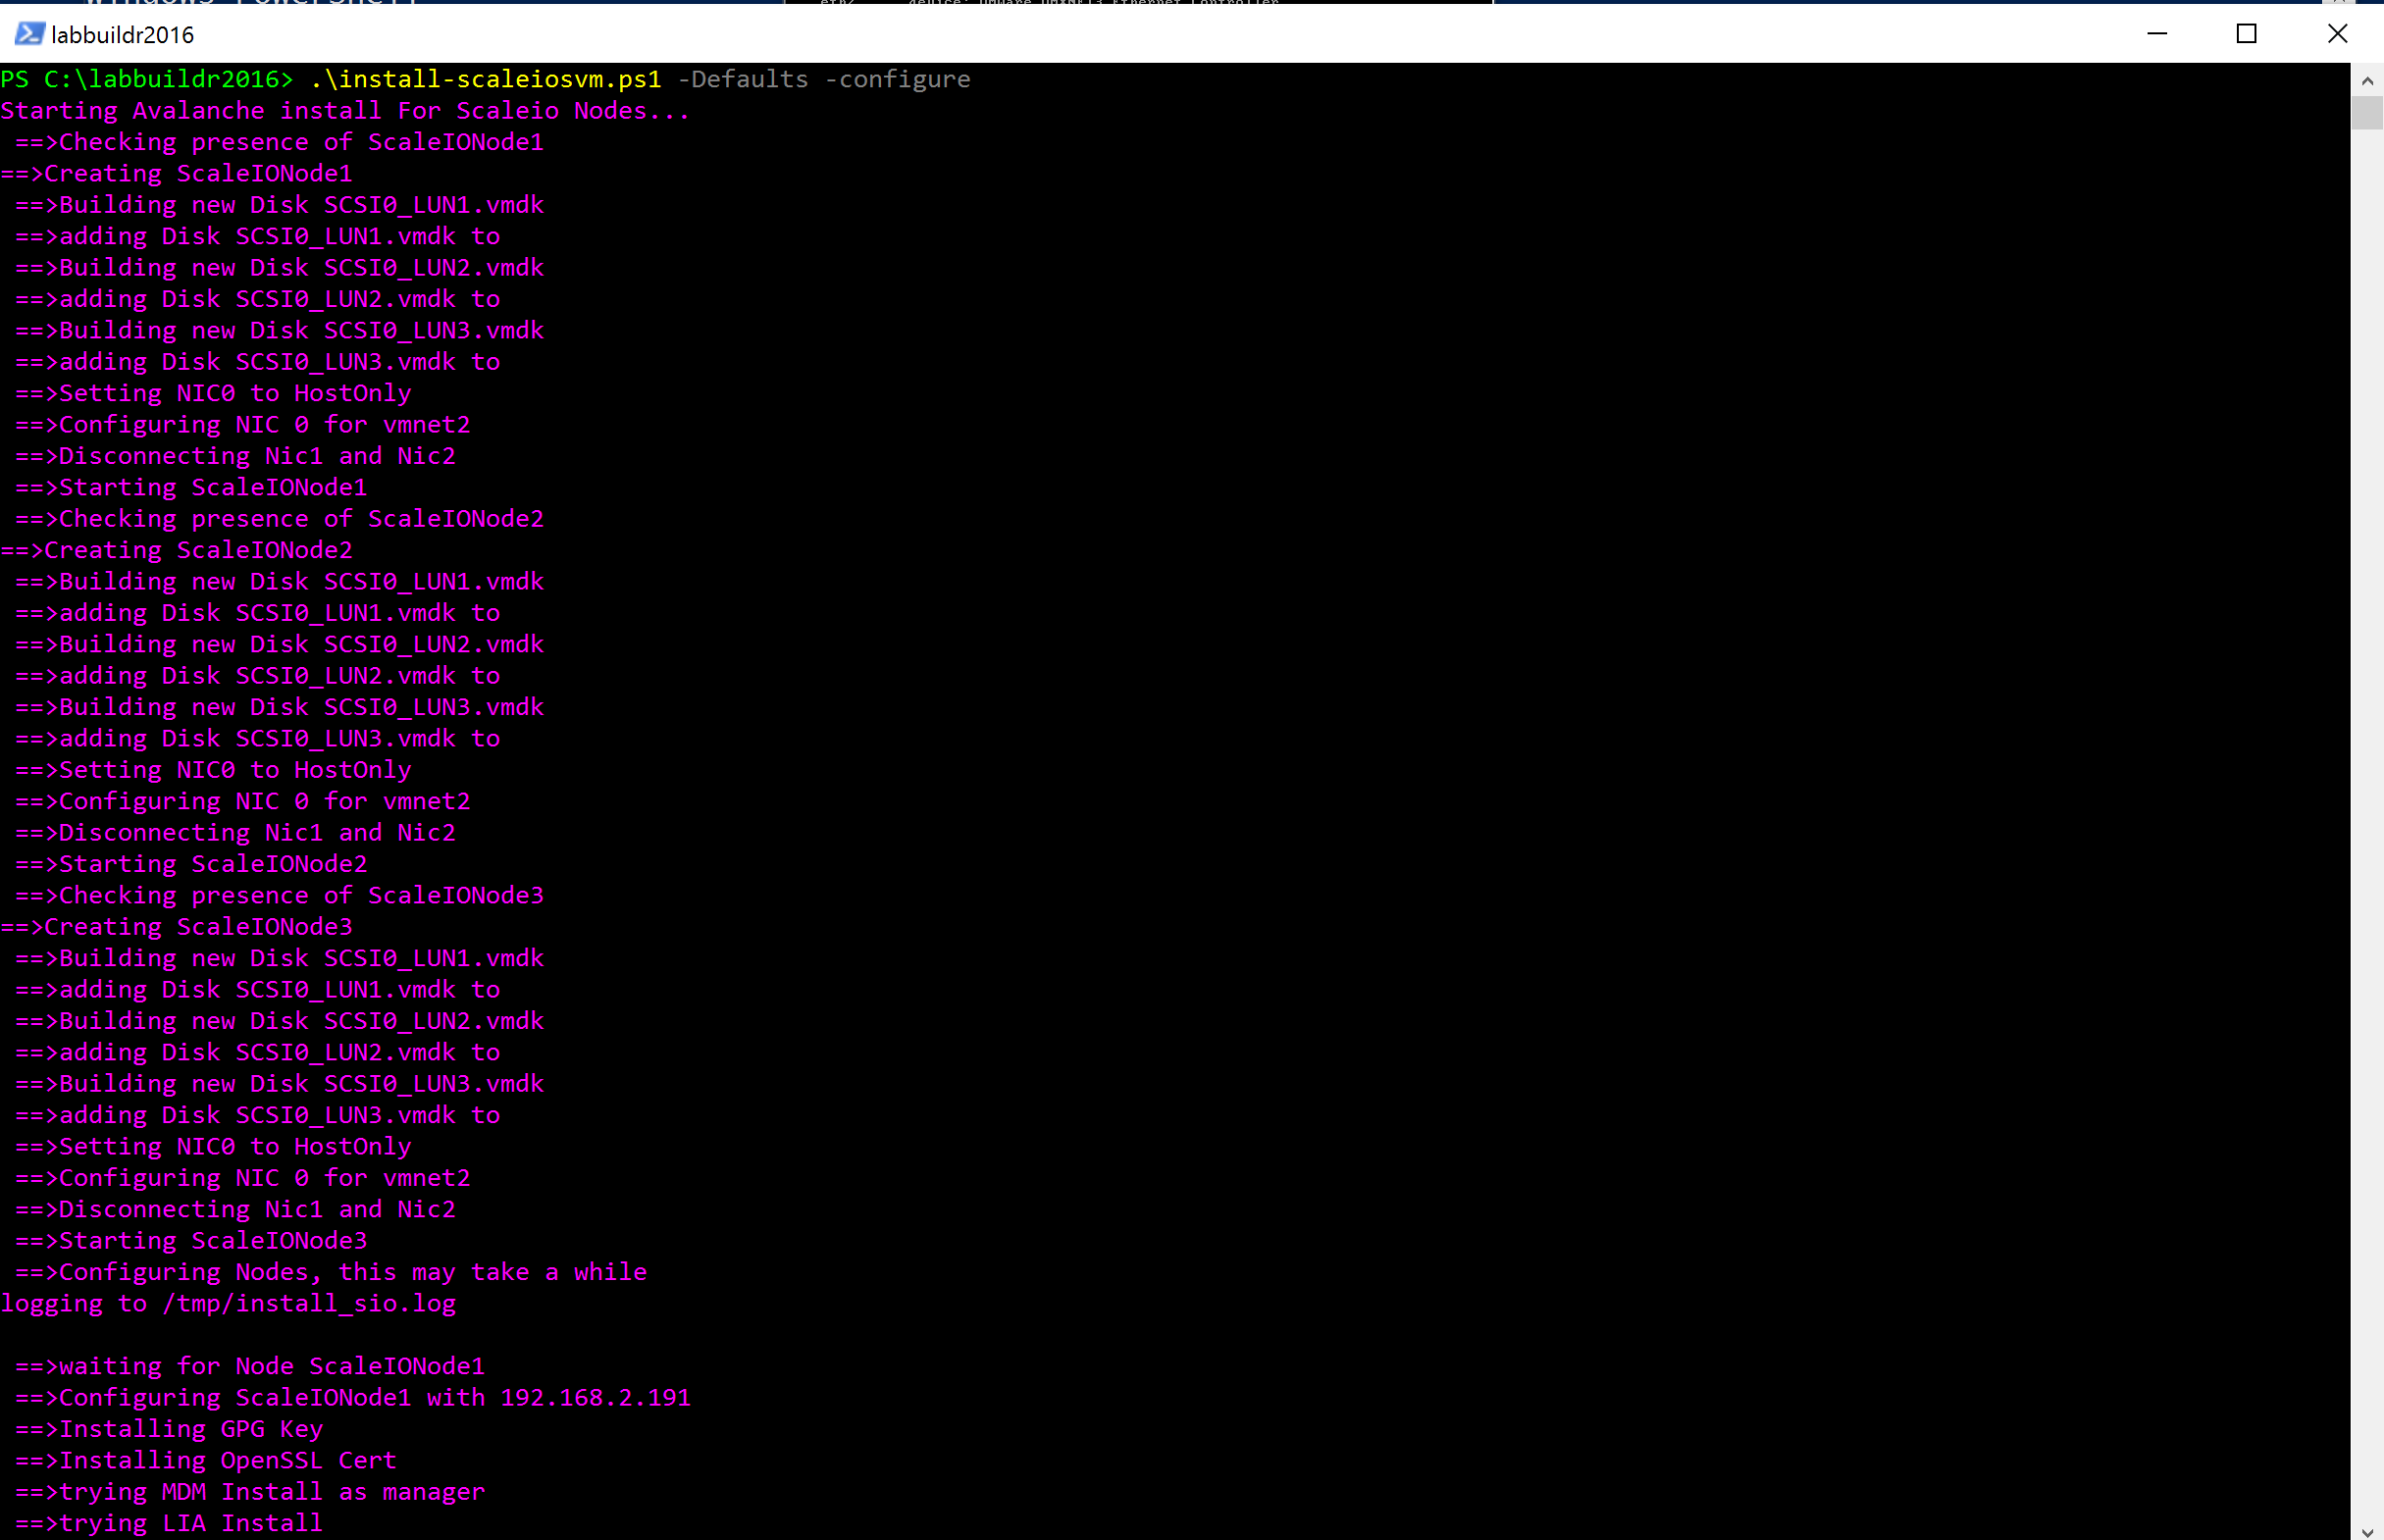 labbuildr2016
PS C:\labbuildr2016> .\install-scaleiosvm.ps1 -Defaults -configure
Starting Avalanche install For Scaleio Nodes...
==>Checking presence of ScaleIONode1
==>Creating ScaleIONode1
==>Building new Disk SCSI0_LUN1.vmdk
==>adding Disk SCSI0_LUN1.vmdk to
==>Building new Disk SCSI0_LUN2.vmdk
==>adding Disk SCSI0_LUN2.vmdk to
==>Building new Disk SCSI0_LUN3.vmdk
==>adding Disk SCSI0_LUN3.vmdk to
==>Setting NIC0 to HostOnly
==>Configuring NIC 0 for vmnet2
==>Disconnecting Nic1 and Nic2
==>Starting ScaleIONode1
==>Checking presence of ScaleIONode2
==>Creating ScaleIONode2
==>Building new Disk SCSI0_LUN1.vmdk
==>adding Disk SCSI0_LUN1.vmdk to
==>Building new Disk SCSI0_LUN2.vmdk
==>adding Disk SCSI0_LUN2.vmdk to
==>Building new Disk SCSI0_LUN3.vmdk
==>adding Disk SCSI0_LUN3.vmdk to
==>Setting NIC0 to HostOnly
==>Configuring NIC 0 for vmnet2
==>Disconnecting Nic1 and Nic2
==>Starting ScaleIONode2
==>Checking presence of ScaleIONode3
==>Creating ScaleIONode3
==>Building new Disk SCSI0_LUN1.vmdk
==>adding Disk SCSI0_LUN1.vmdk to
==>Building new Disk SCSI0_LUN2.vmdk
==>adding Disk SCSI0_LUN2.vmdk to
==>Building new Disk SCSI0_LUN3.vmdk
==>adding Disk SCSI0_LUN3.vmdk to
==>Setting NIC0 to HostOnly
==>Configuring NIC 0 for vmnet2
==>Disconnecting Nic1 and Nic2
==>Starting ScaleIONode3
==>Configuring Nodes, this may take a while
logging to /tmp/install_sio.log
==>waiting for Node ScaleIONode1
==>Configuring ScaleIONode1 with 192.168.2.191
==>Installing GPG Key
==>Installing OpenSSL Cert
==>trying MDM Install as manager
==>trying LIA Install